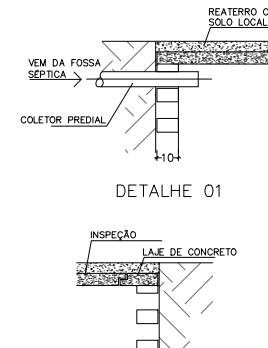 REATERRO C
SOLO LOCAL
VEM DA FOSSA
SÉPTICA
COLETOR PREDIAL
10
DETALHE 01
INSPEÇÃO
LAJE DE CONCRETO